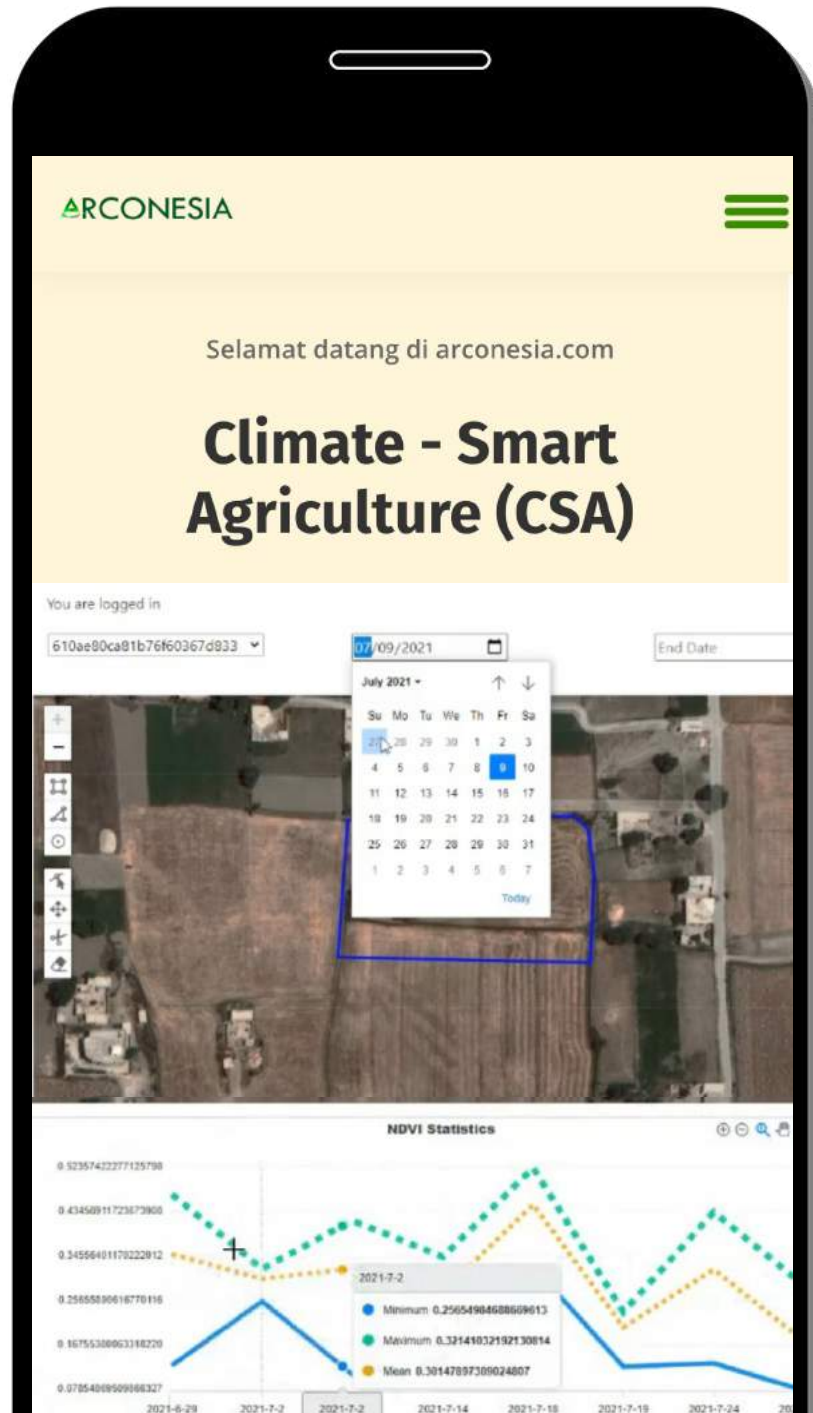 ARCONESIA
Selamat datang di arconesia.com
Climate - Smart
Agriculture (CSA)
You are logged in
610ae80ca81b76f60367d833
07/09/2021
End Date
July 2021
Su Mo Tu We Th Fr Sa
27 28 29 30 1 2 3
4 5 6 7 8 9 10
11 12 13 14 15 16 17
18 19 20 21 22 23 24
25 26 27 28 29 30 31
1 2 3 4 5 6 7
Today
NDVI Statistics
2021-7-2
Minimum 0.25654984688669613
Maximum 0.32141032192130814
Mean 0.30147897309024807
2021-6-29 2021-7-2 2021-7-2 2021-7-14 2021-7-18 2021-7-19 2021-7-24